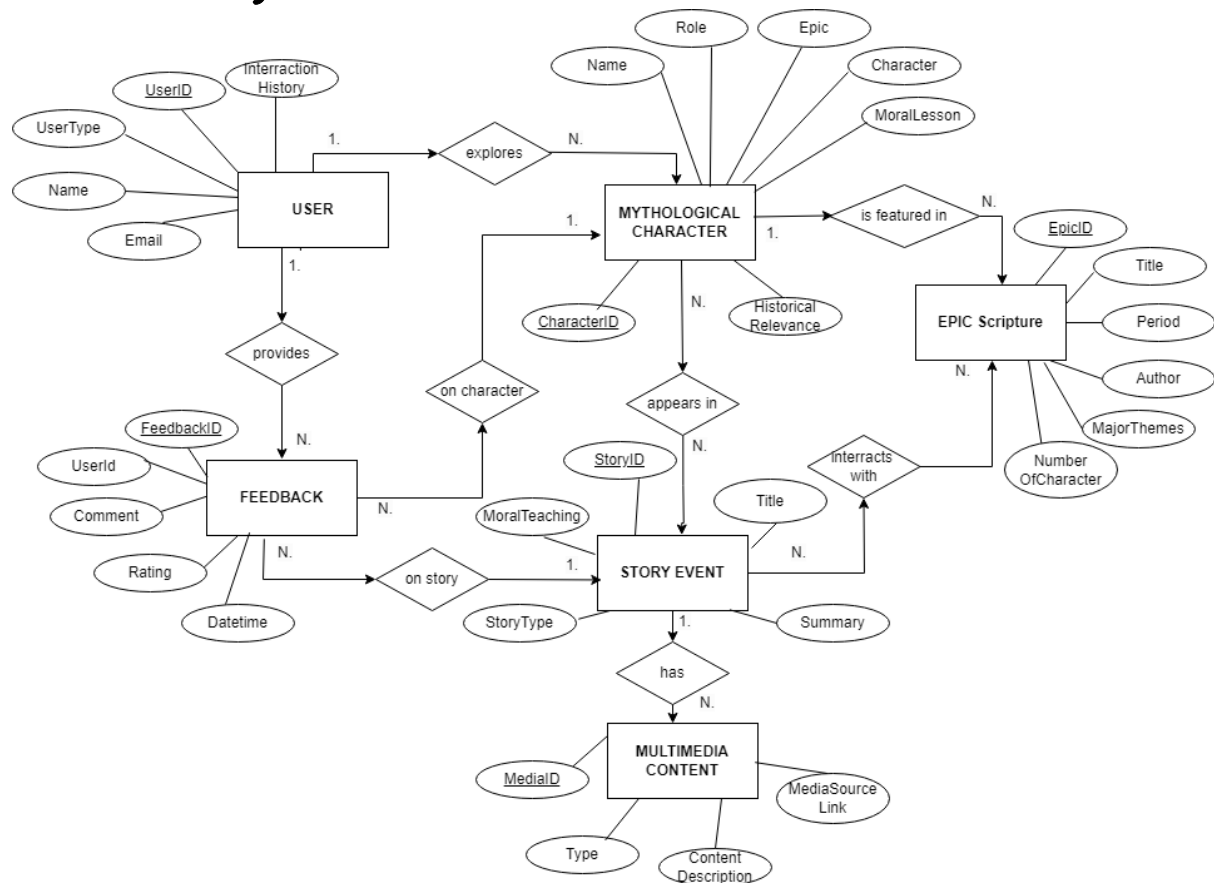 Role
Epic
Name
Character
MoralLesson
Interraction
History
UserID
UserType
Name
Email
USER
1.
explores
N.
MYTHOLOGICAL
CHARACTER
1.
is featured in
N.
EpicID
Title
Period
Author
MajorThemes
Number
OfCharacter
EPIC Scripture
N.
1.
CharacterID
Historical
Relevance
N.
1.
provides
N.
on character
appears in
N.
FeedbackID
UserId
Comment
Rating
Datetime
FEEDBACK
N.
N.
on story
1.
StoryID
MoralTeaching
Title
StoryType
Summary
STORY EVENT
N.
Interracts
with
1.
has
N.
MULTIMEDIA
CONTENT
MediaID
Type
Content
Description
MediaSource
Link